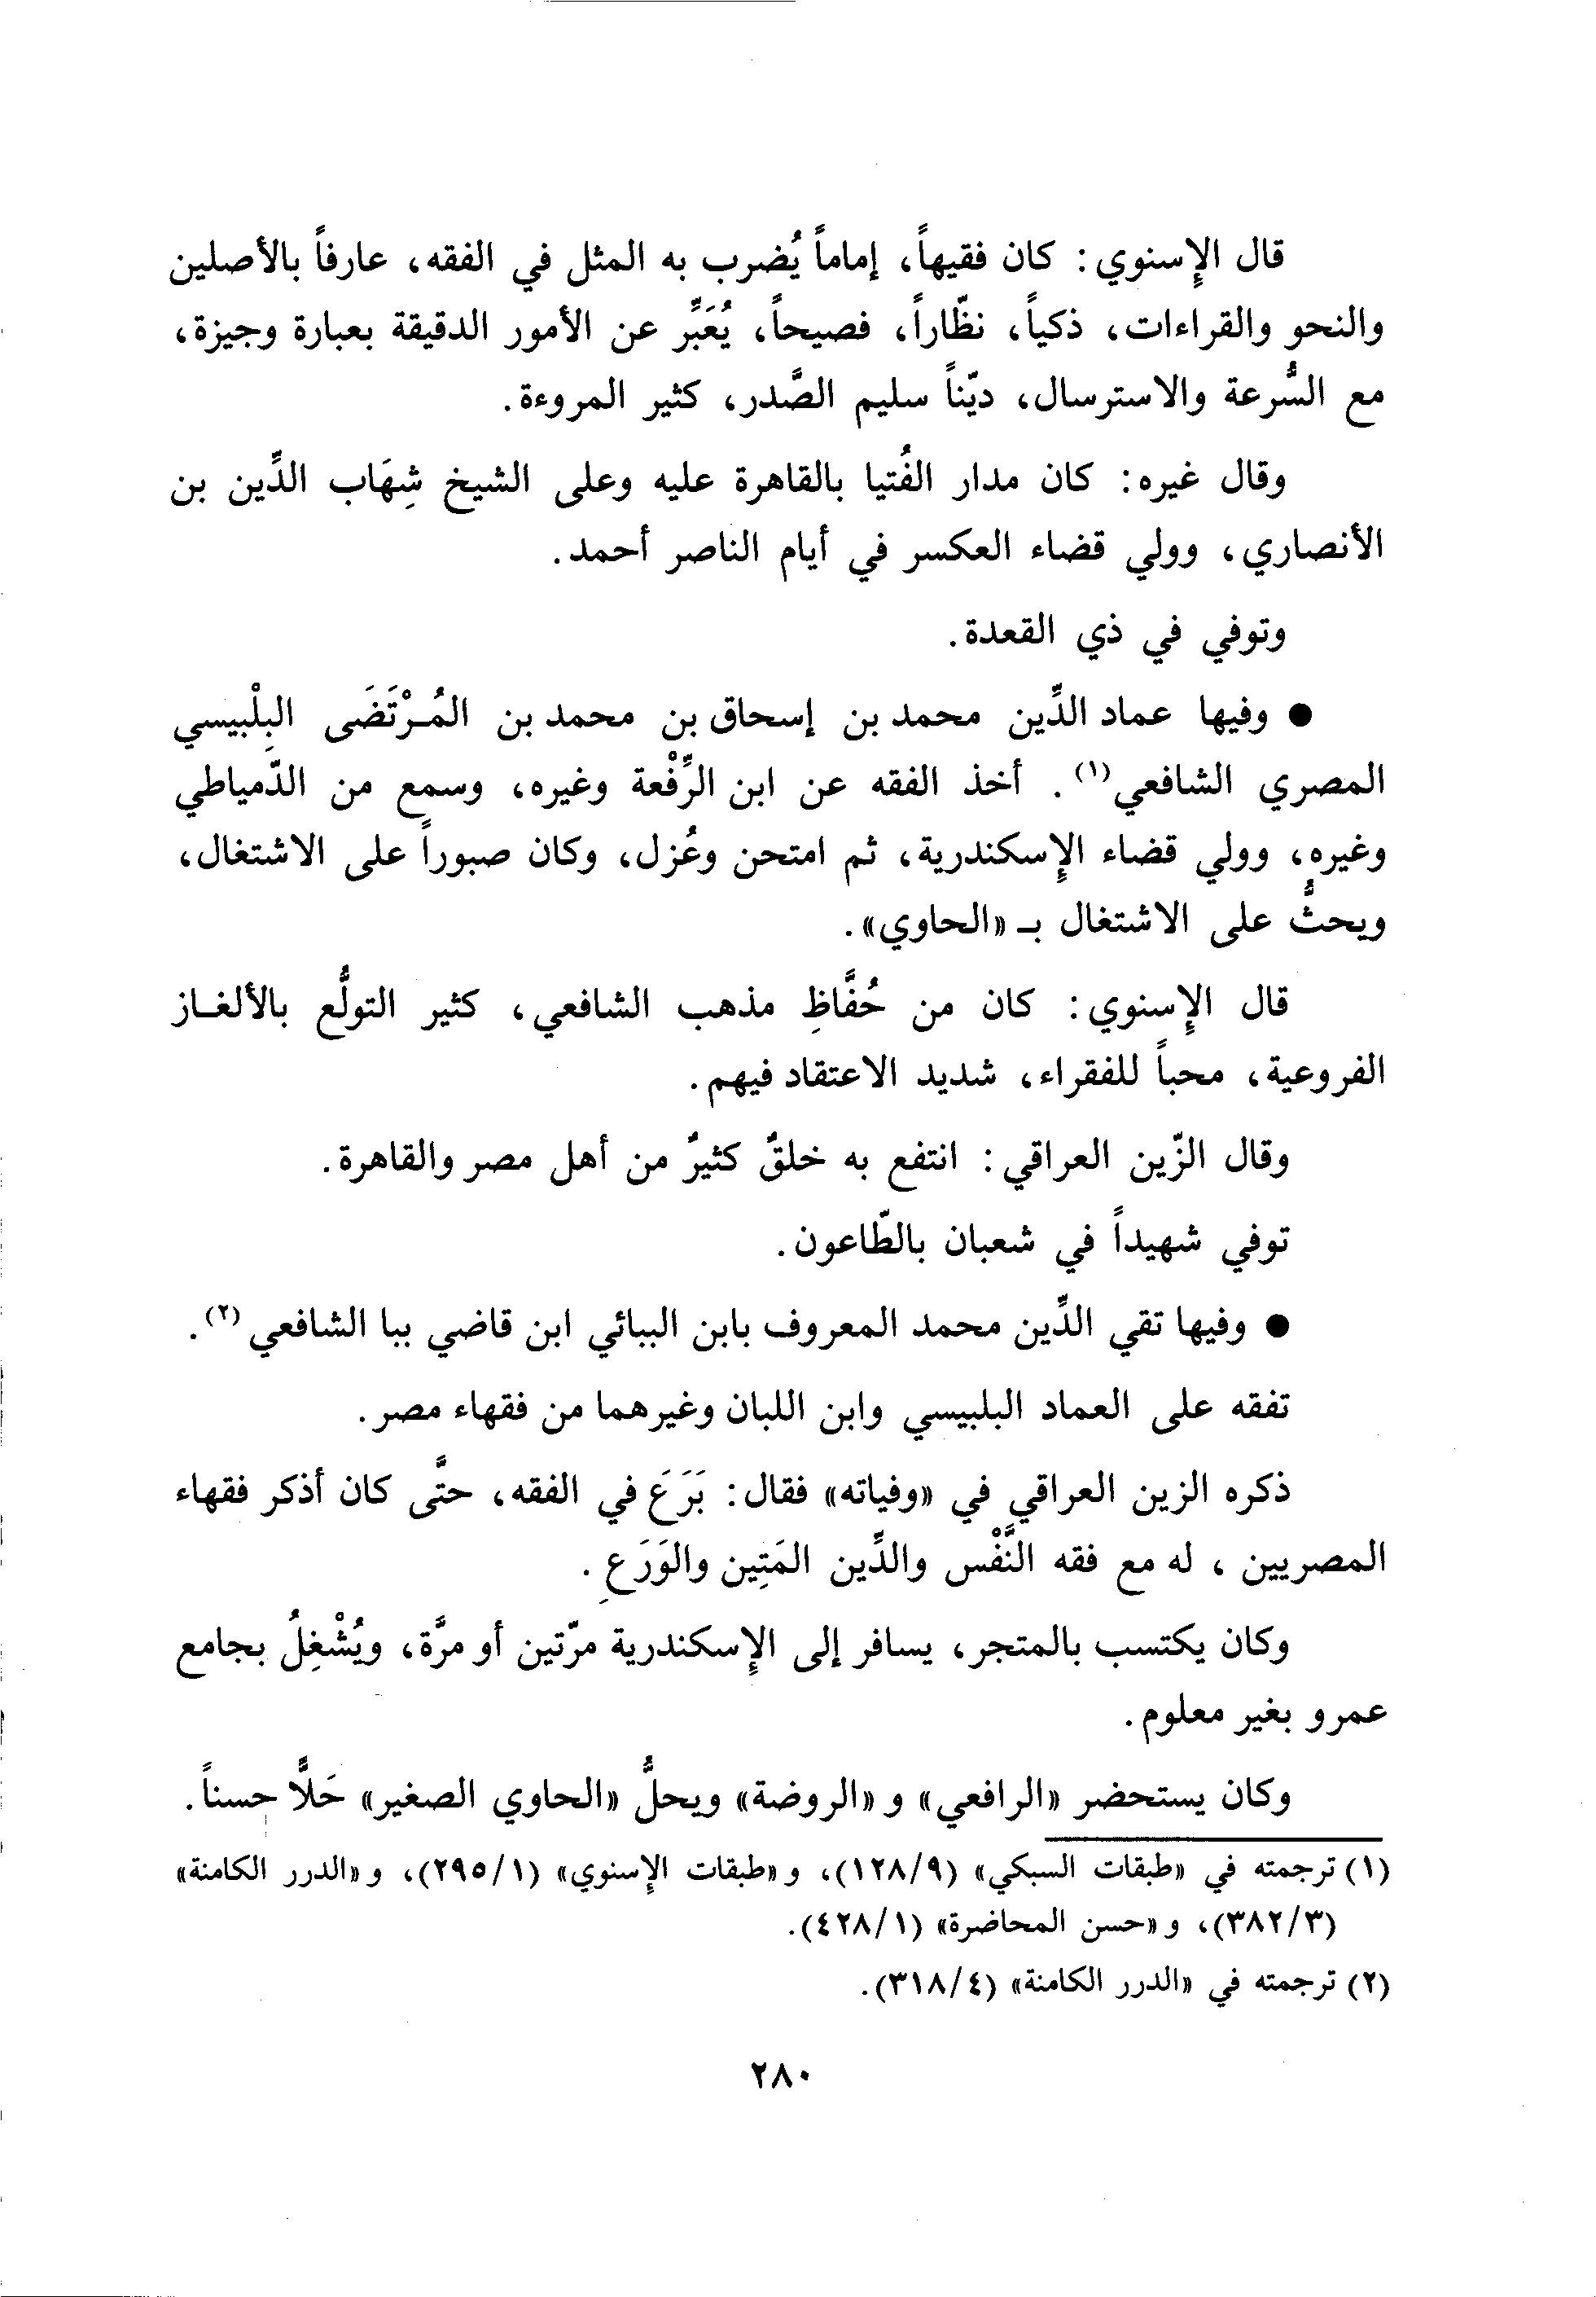 قال الإسنوي: كان فقيهاً، إماماً يُضرب به المثل في الفقه، عارفاً بالأصلين
والنحو والقراءات، ذكياً، نظّاراً، فصيحاً، يُعَبِّر عن الأمور الدقيقة بعبارة وجيزة،
مع السُّرعة والاسترسال، ديّناً سليم الصَّدر، كثير المروءة.
وقال غيره: كان مدار الفُتيا بالقاهرة عليه وعلى الشيخ شِهَاب الدِّين بن
الأنصاري، وولي قضاء العكسر في أيام الناصر أحمد.
وتوفي في ذي القعدة.
● وفيها عماد الدِّين محمد بن إسحاق بن محمد بن المُـرْتَضَى البِلْبيسي
المصري الشافعي(١). أخذ الفقه عن ابن الرِّفْعة وغيره، وسمع من الدّمياطي
وغيره، وولي قضاء الإسكندرية، ثم امتحن وعُزل، وكان صبوراً على الاشتغال،
ويحثُّ على الاشتغال بـ «الحاوي».
قال الإسنوي: كان من حُفَّاظِ مذهب الشافعي، كثير التولُّع بالألغـاز
الفروعية، محباً للفقراء، شديد الاعتقاد فيهم.
وقال الزّين العراقي: انتفع به خلقٌ كثيرٌ من أهل مصر والقاهرة.
توفي شهيداً في شعبان بالطّاعون.
● وفيها تقي الدِّين محمد المعروف بابن الببائي ابن قاضي ببا الشافعي(٢).
تفقه على العماد البلبيسي وابن اللبان وغيرهما من فقهاء مصر.
ذكره الزين العراقي في «وفياته» فقال: بَرَعَ في الفقه، حتَّى كان أذكر فقهاء
المصريين، له مع فقه النَّفْس والدِّين المَتِين والوَرَعِ.
وكان يكتسب بالمتجر، يسافر إلى الإسكندرية مرّتين أو مرَّة، ويُشْغِلُ بجامع
عمرو بغير معلوم.
وكان يستحضر «الرافعي» و «الروضة» ويحلُّ «الحاوي الصغير» حَلاًّ حسناً.
(١) ترجمته في «طبقات السبكي» (١٢٨/٩)، و «طبقات الإسنوي» (٢٩٥/١)، و «الدرر الكامنة»
(٣٨٢/٣)، و «حسن المحاضرة» (٤٢٨/١).
(٢) ترجمته في «الدرر الكامنة» (٣١٨/٤).
٢٨٠